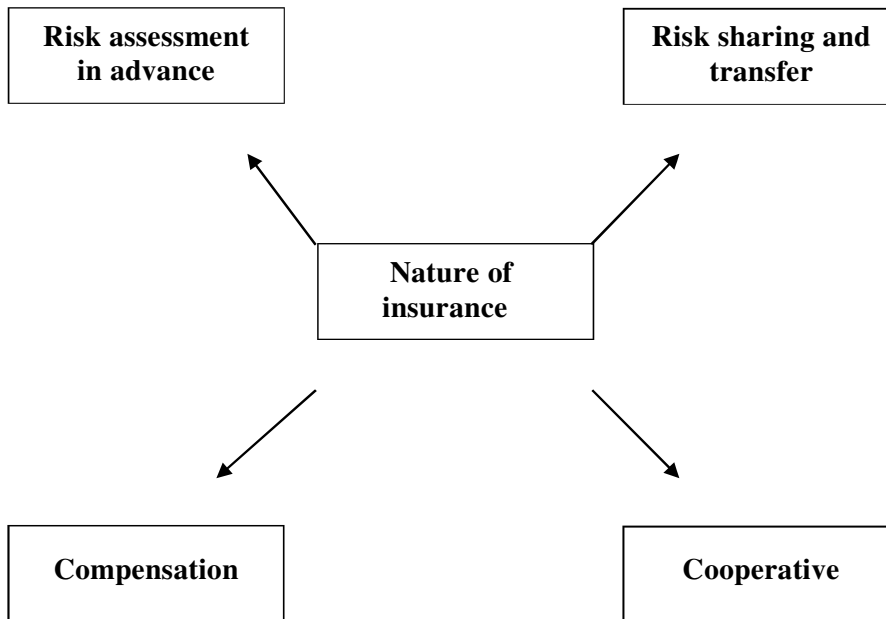 Risk assessment
in advance
Risk sharing and
transfer
Nature of
insurance
Compensation
Cooperative